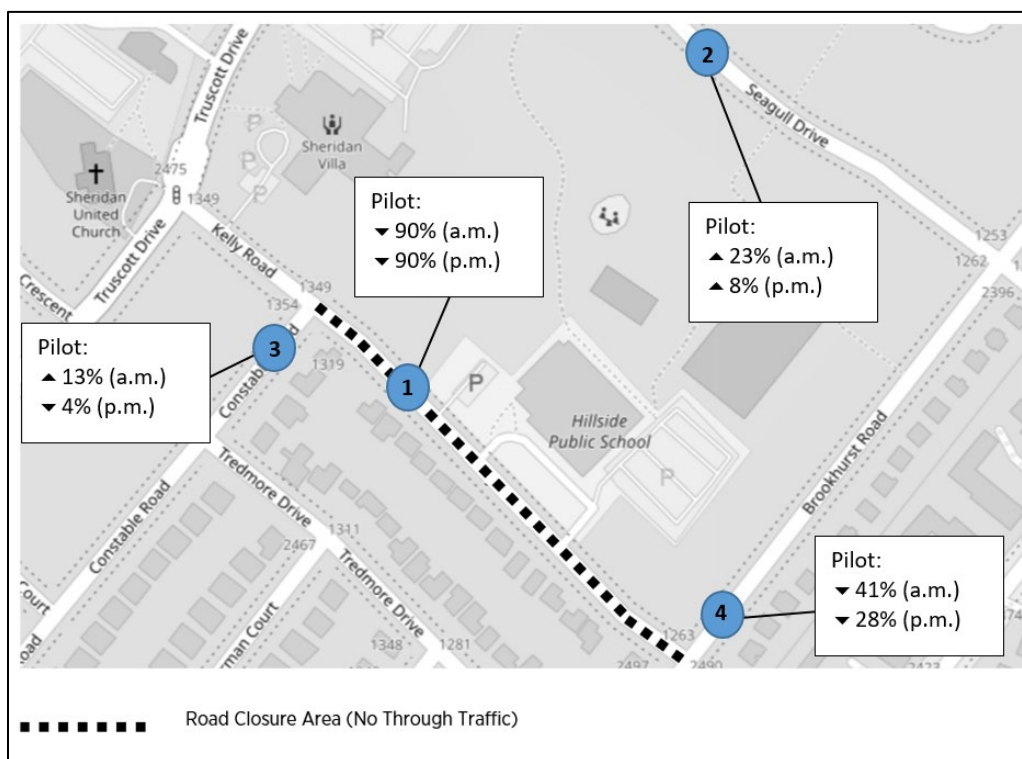 Truscott Drive
P
2
Seagull Drive
Sheridan
Villa
2475
1349
Sheridan
United
Church
P
P
Pilot:
▼ 90% (a.m.)
▼ 90% (p.m.)
Pilot:
▲ 23% (a.m.)
▲ 8% (p.m.)
1253
1262
2396
Kelly Road
Truscott Drive
Crescent
1349
1354
3
Pilot:
▲ 13% (a.m.)
▼ 4% (p.m.)
1319
1
P
Hillside
Public School
P
Brookhurst Road
Constable Road
Tredmore Drive
1311
2467
Tredmore Drive
Pilot:
▼ 41% (a.m.)
▼ 28% (p.m.)
4
Court
Road
1348
1281
1263
2497
2490
2423
Road Closure Area (No Through Traffic)